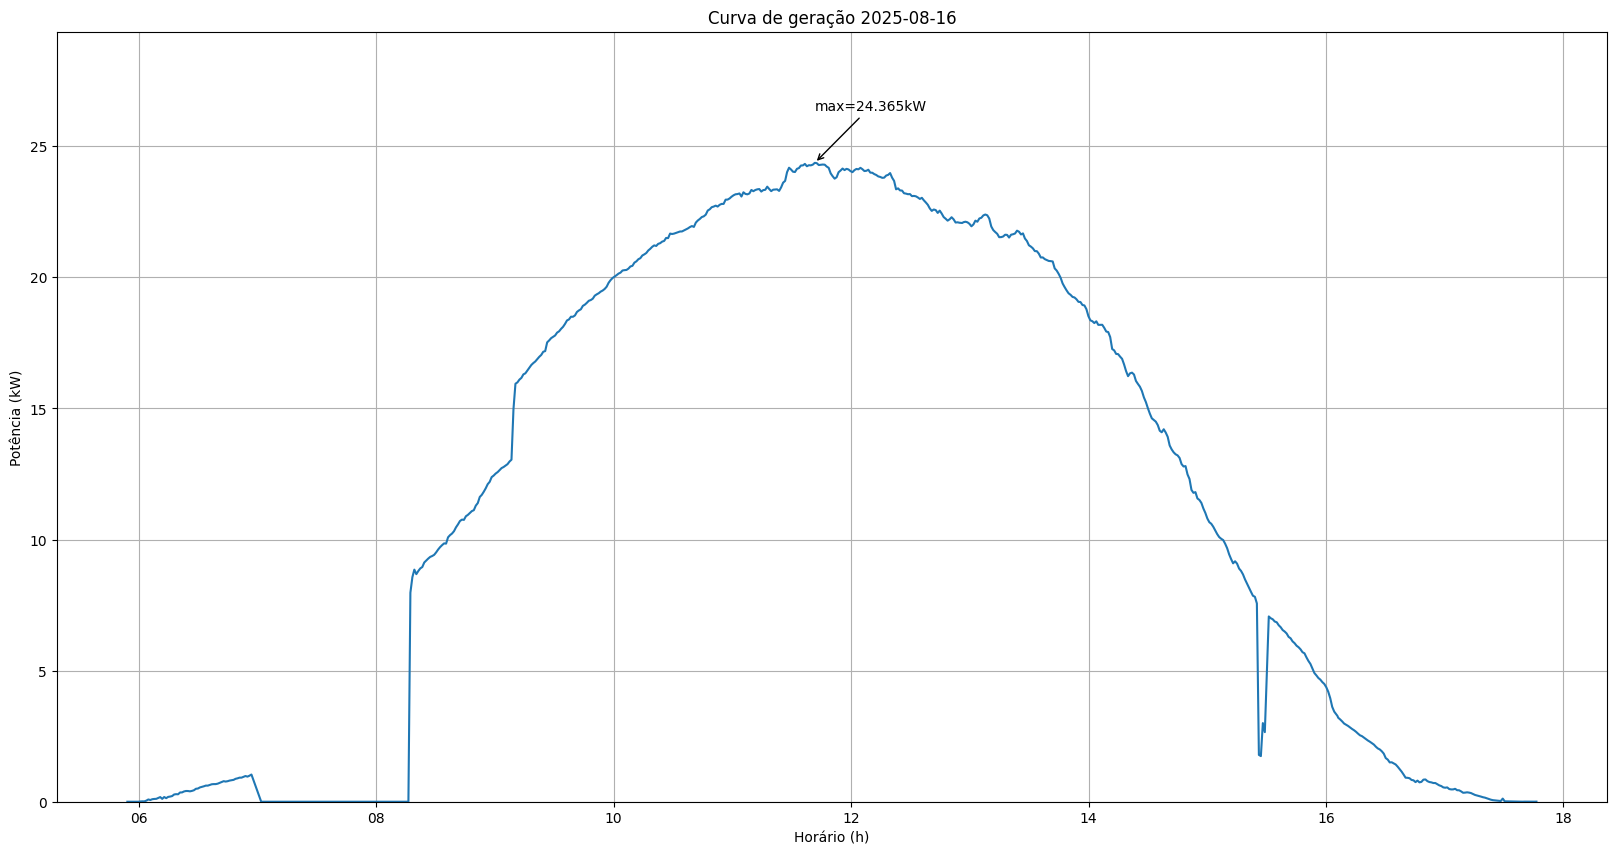 Curva de geração 2025-08-16
max=24.365kW
25
20
15
10
5
0
Potência (kW)
06 08 10 12 14 16 18
Horário (h)